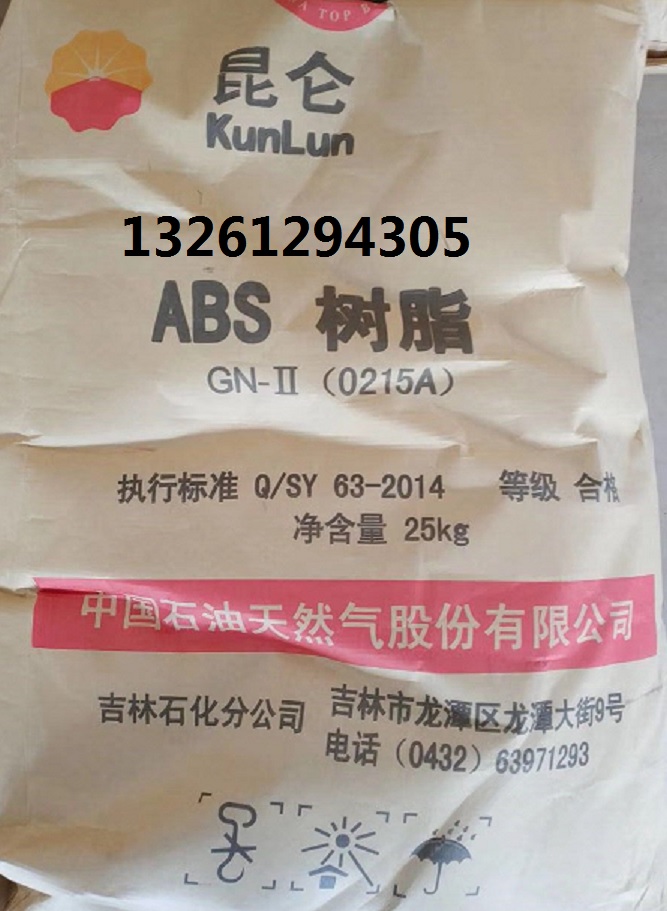 A TOP B
昆仑
KunLun
13261294305
ABS 树脂
GN-Ⅱ（0215A）
执行标准 Q/SY 63-2014 等级 合格
净含量 25kg
中国石油天然气股份有限公司
吉林石化分公司 吉林市龙潭区龙潭大街9号
电话（0432）63971293